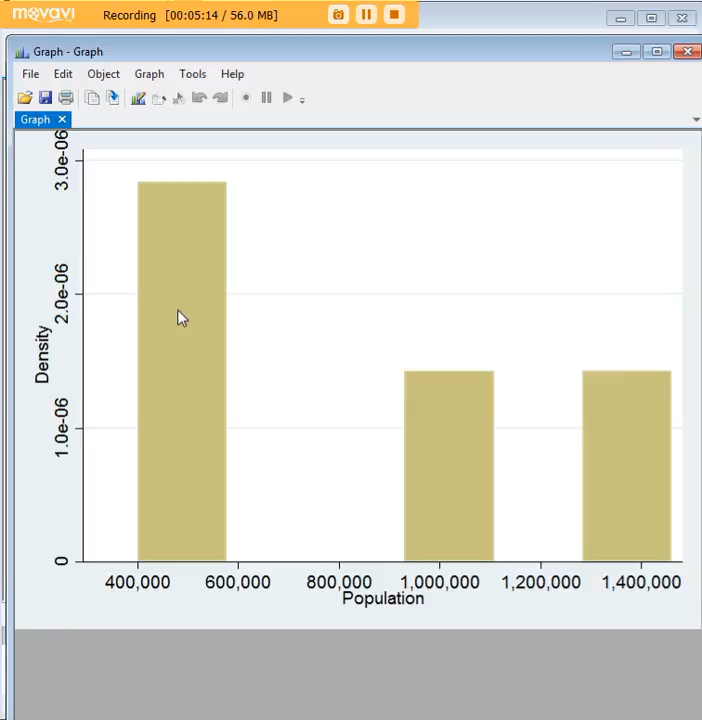 movavi Recording [00:05:14 / 56.0 MB]
Graph - Graph
File Edit Object Graph Tools Help
Graph
3.0e-06
2.0e-06
Density
1.0e-06
0
400,000 600,000 800,000 1,000,000 1,200,000 1,400,000
Population